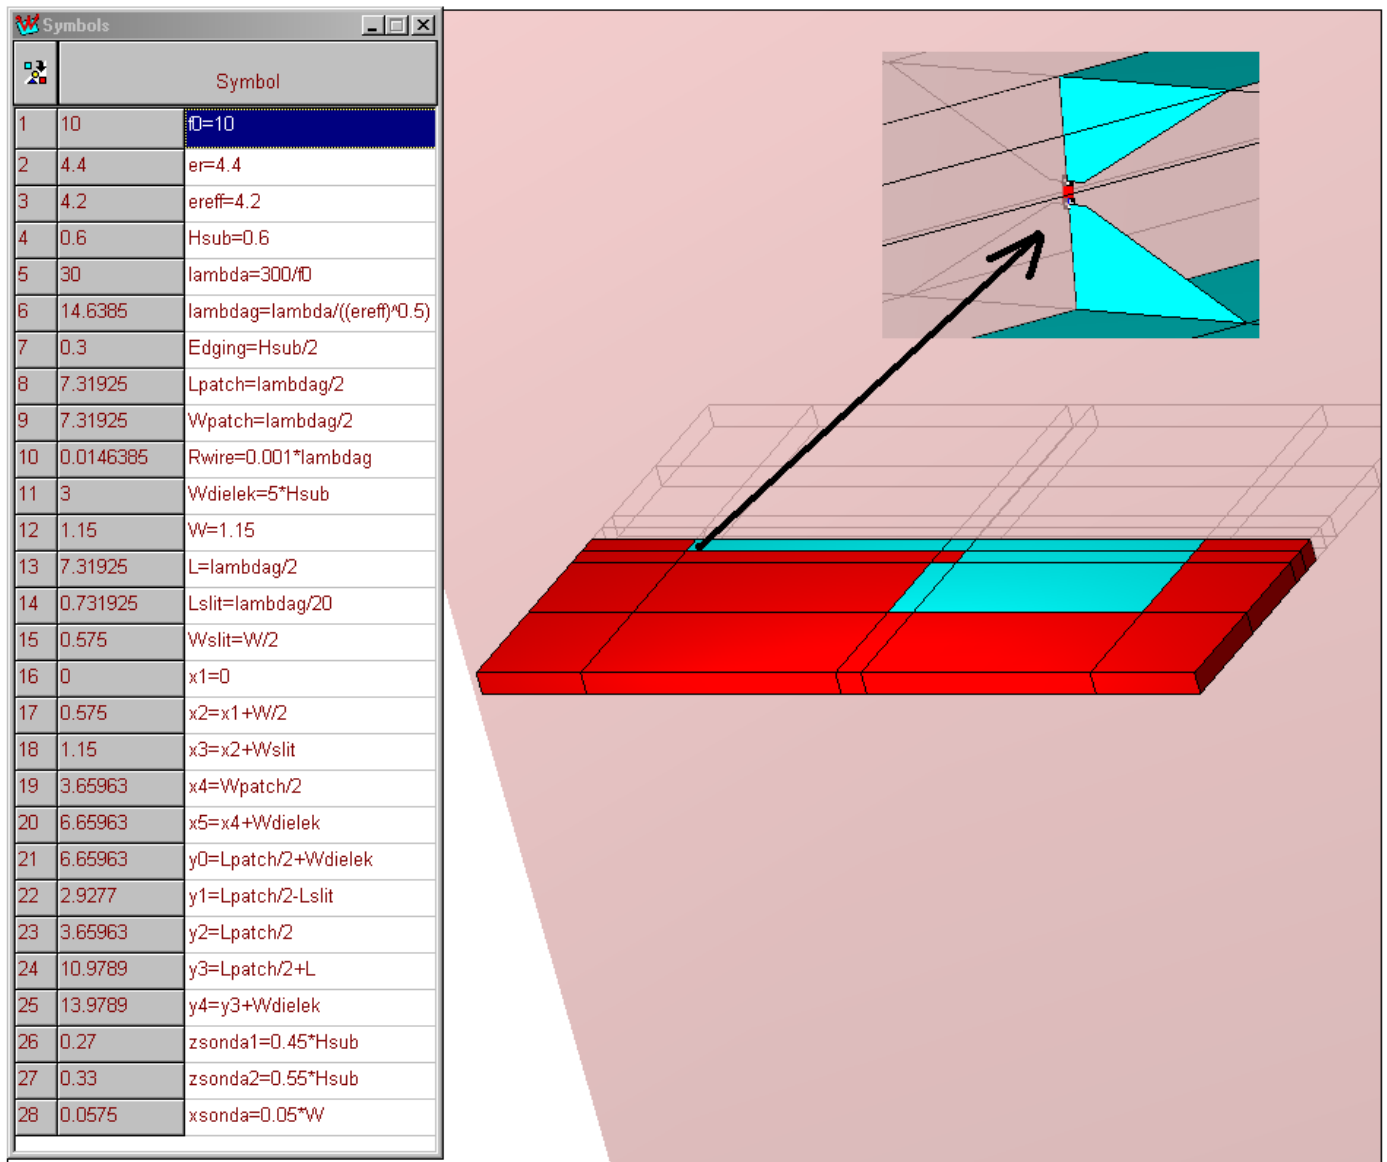 Symbols
Symbol
1 10 f0=10
2 4.4 er=4.4
3 4.2 ereff=4.2
4 0.6 Hsub=0.6
5 30 lambda=300/f0
6 14.6385 lambdag=lambda/((ereff)^0.5)
7 0.3 Edging=Hsub/2
8 7.31925 Lpatch=lambdag/2
9 7.31925 Wpatch=lambdag/2
10 0.0146385 Rwire=0.001*lambdag
11 3 Wdielek=5*Hsub
12 1.15 W=1.15
13 7.31925 L=lambdag/2
14 0.731925 Lslit=lambdag/20
15 0.575 Wslit=W/2
16 0 x1=0
17 0.575 x2=x1+W/2
18 1.15 x3=x2+Wslit
19 3.65963 x4=Wpatch/2
20 6.65963 x5=x4+Wdielek
21 6.65963 y0=Lpatch/2+Wdielek
22 2.9277 y1=Lpatch/2-Lslit
23 3.65963 y2=Lpatch/2
24 10.9789 y3=Lpatch/2+L
25 13.9789 y4=y3+Wdielek
26 0.27 zsonda1=0.45*Hsub
27 0.33 zsonda2=0.55*Hsub
28 0.0575 xsonda=0.05*W